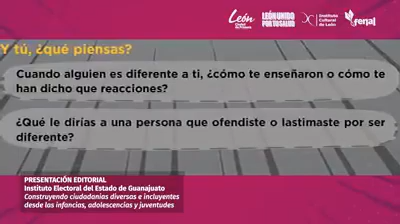 León
LEÓN UNIDO
POR TU SALUD
Instituto
Cultural
de León
fenal
Y tú, ¿qué piensas?
Cuando alguien es diferente a ti, ¿cómo te enseñaron o cómo te
han dicho que reacciones?
¿Qué le dirías a una persona que ofendiste o lastimaste por ser
diferente?
PRESENTACIÓN EDITORIAL
Instituto Electoral del Estado de Guanajuato
Construyendo ciudadanías diversas e incluyentes
desde las infancias, adolescencias y juventudes